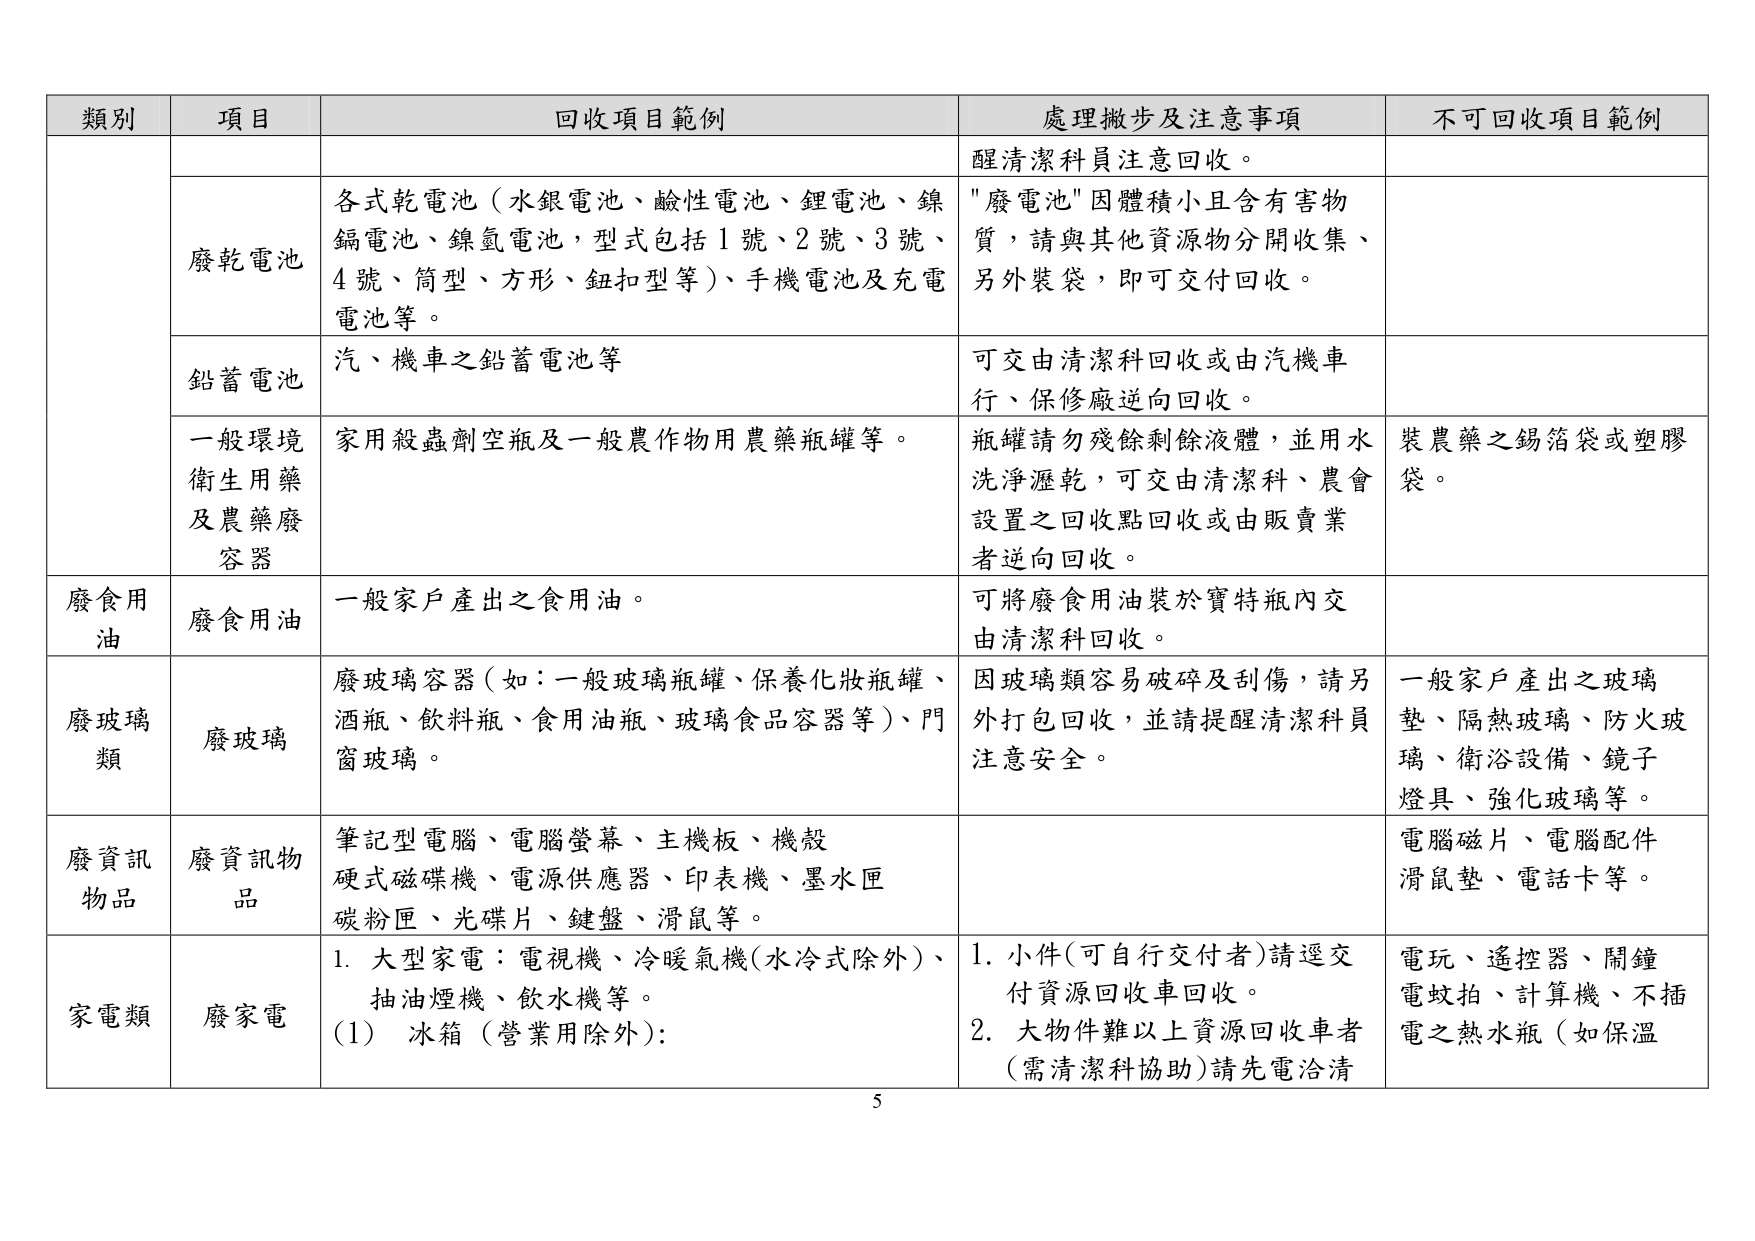 類別 項目 回收項目範例 處理撇步及注意事項 不可回收項目範例
醒清潔科員注意回收。
廢乾電池
各式乾電池（水銀電池、鹼性電池、鋰電池、鎳
鎘電池、鎳氫電池，型式包括 1 號、2 號、3 號、
4 號、筒型、方形、鈕扣型等)、手機電池及充電
電池等。
"廢電池"因體積小且含有害物
質，請與其他資源物分開收集、
另外裝袋，即可交付回收。
鉛蓄電池
汽、機車之鉛蓄電池等
可交由清潔科回收或由汽機車
行、保修廠逆向回收。
一般環境
衛生用藥
及農藥廢
容器
家用殺蟲劑空瓶及一般農作物用農藥瓶罐等。
瓶罐請勿殘餘剩餘液體，並用水
洗淨瀝乾，可交由清潔科、農會
設置之回收點回收或由販賣業
者逆向回收。
裝農藥之錫箔袋或塑膠
袋。
廢食用
油
廢食用油
一般家戶產出之食用油。
可將廢食用油裝於寶特瓶內交
由清潔科回收。
廢玻璃
類
廢玻璃
廢玻璃容器（如：一般玻璃瓶罐、保養化妝瓶罐、
酒瓶、飲料瓶、食用油瓶、玻璃食品容器等)、門
窗玻璃。
因玻璃類容易破碎及刮傷，請另
外打包回收，並請提醒清潔科員
注意安全。
一般家戶產出之玻璃
墊、隔熱玻璃、防火玻
璃、衛浴設備、鏡子
燈具、強化玻璃等。
廢資訊
物品
廢資訊物
品
筆記型電腦、電腦螢幕、主機板、機殼
硬式磁碟機、電源供應器、印表機、墨水匣
碳粉匣、光碟片、鍵盤、滑鼠等。
電腦磁片、電腦配件
滑鼠墊、電話卡等。
家電類
廢家電
1. 大型家電：電視機、冷暖氣機(水冷式除外)、
抽油煙機、飲水機等。
(1) 冰箱（營業用除外):
1. 小件(可自行交付者)請逕交
付資源回收車回收。
2. 大物件難以上資源回收車者
(需清潔科協助)請先電洽清
電玩、遙控器、鬧鐘
電蚊拍、計算機、不插
電之熱水瓶（如保溫
5